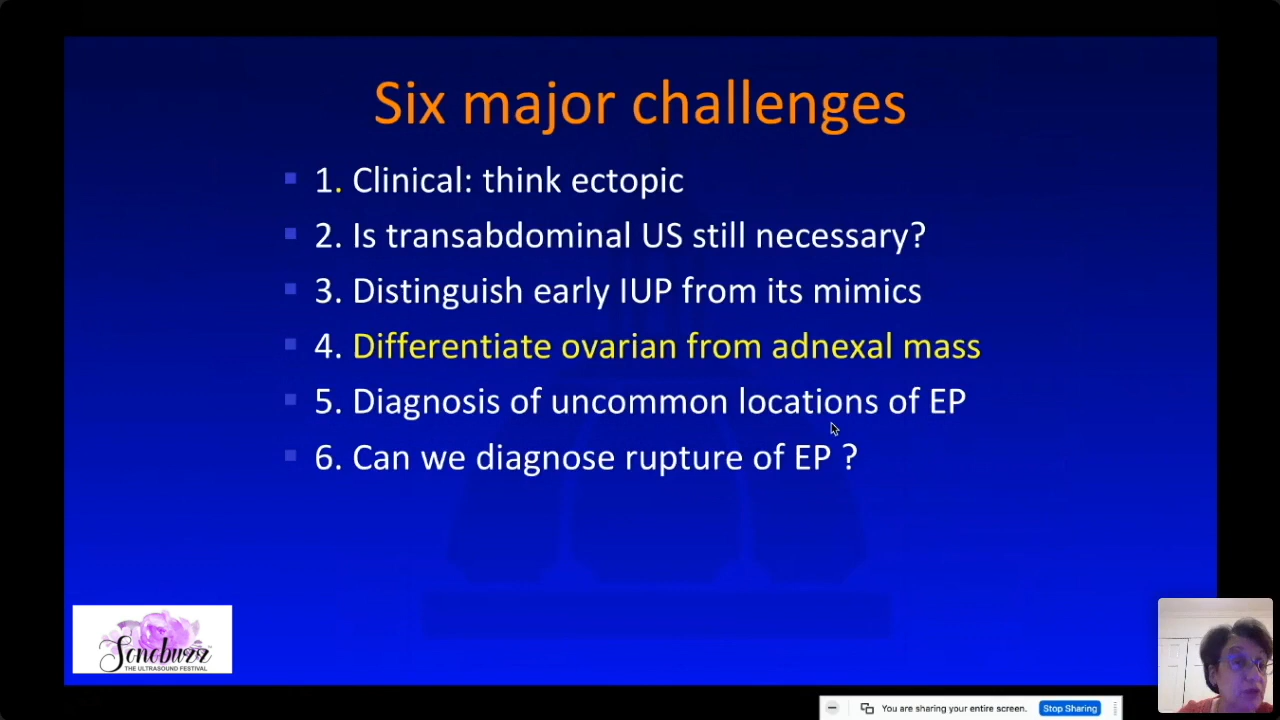 Six major challenges
1. Clinical: think ectopic
2. Is transabdominal US still necessary?
3. Distinguish early IUP from its mimics
4. Differentiate ovarian from adnexal mass
5. Diagnosis of uncommon locations of EP
6. Can we diagnose rupture of EP ?
Sonobuzz
THE ULTRASOUND FESTIVAL
You are sharing your entire screen.
Stop Sharing